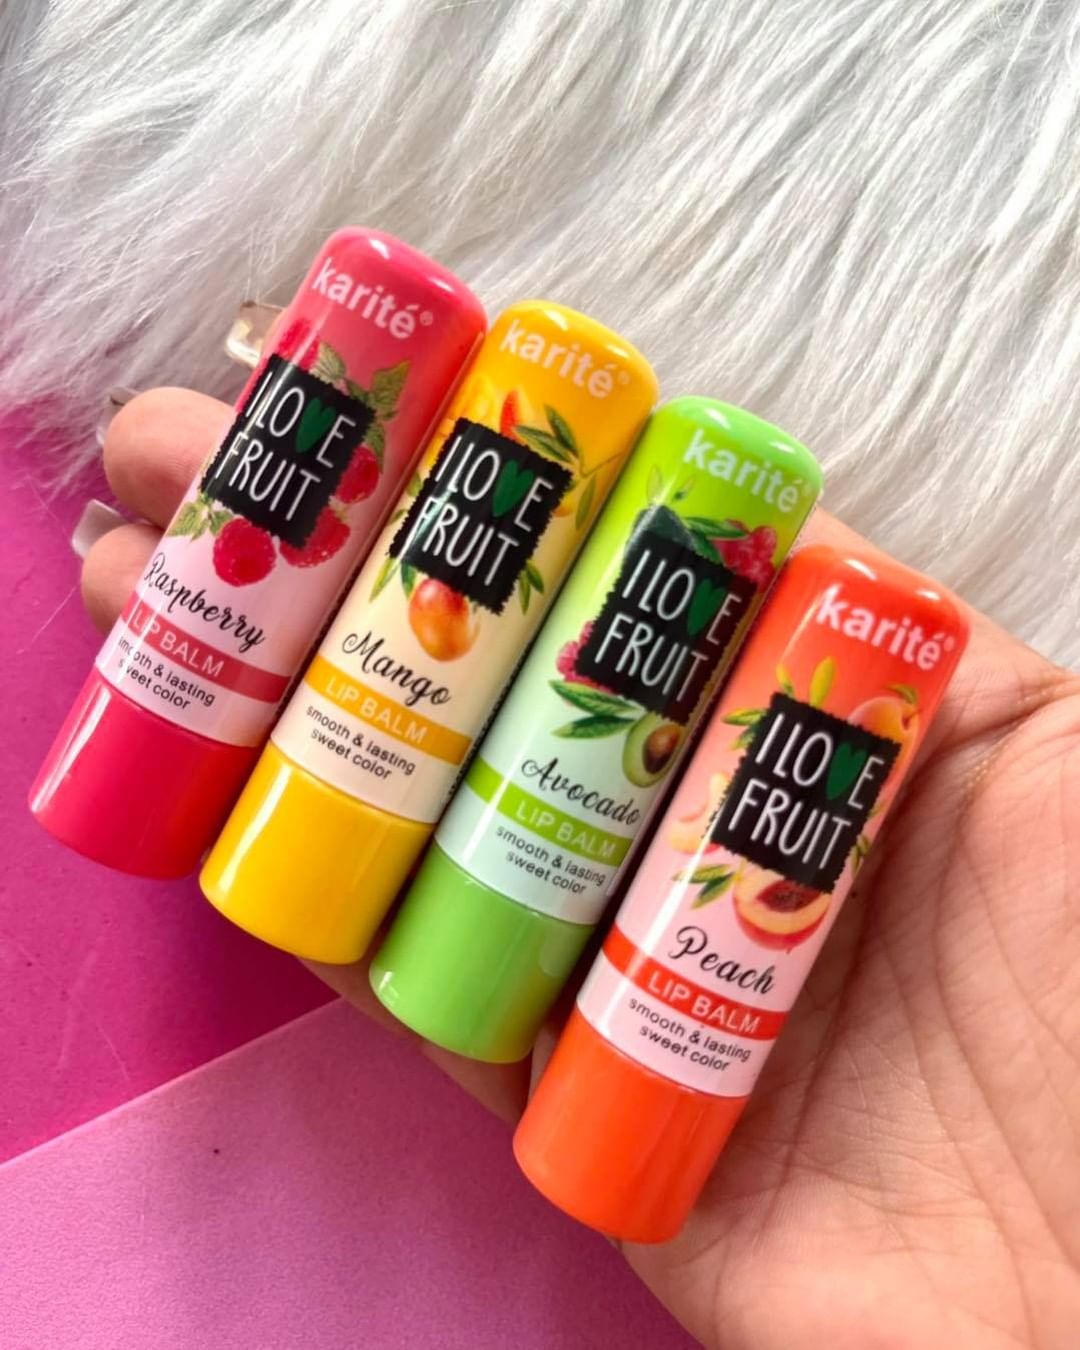 karité®
I LOVE
FRUIT
Raspberry
LIP BALM
smooth & lasting
sweet color
karité®
I LOVE
FRUIT
Mango
LIP BALM
smooth & lasting
sweet color
karité®
I LOVE
FRUIT
Avocado
LIP BALM
smooth & lasting
sweet color
karité®
I LOVE
FRUIT
Peach
LIP BALM
smooth & lasting
sweet color